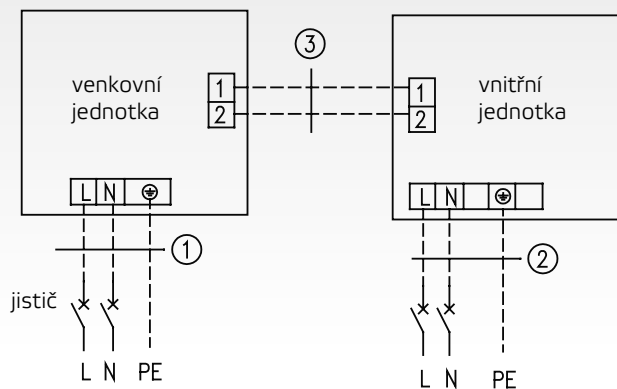 3
venkovní
jednotka
1
2
1
2
vnitřní
jednotka
L N
L N
1
2
jistič
L N PE
L N PE